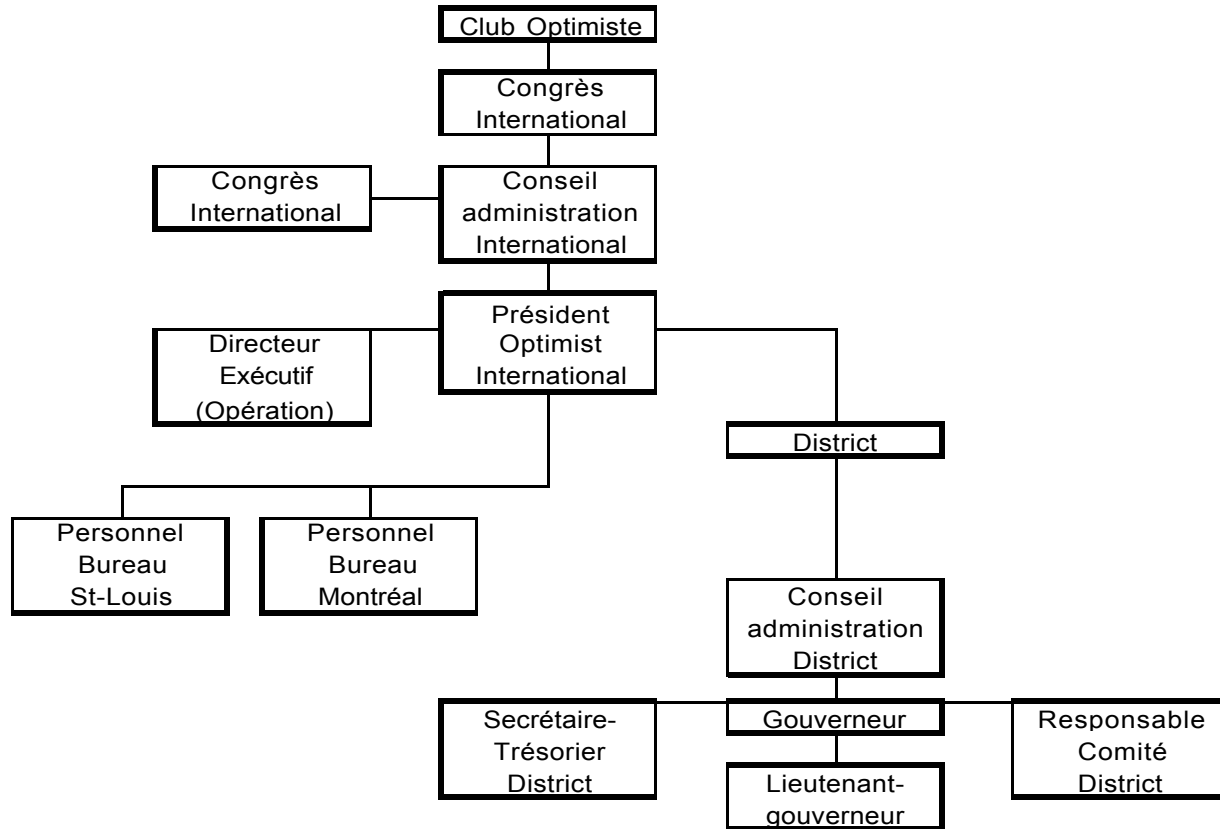 Club Optimiste
Congrès
International
Congrès
International
Conseil
administration
International
Président
Optimist
International
Directeur
Exécutif
(Opération)
District
Personnel
Bureau
St-Louis
Personnel
Bureau
Montréal
Conseil
administration
District
Secrétaire-
Trésorier
District
Gouverneur
Responsable
Comité
District
Lieutenant-
gouverneur